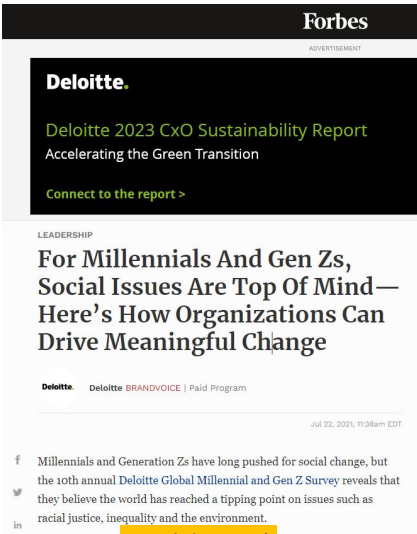 Forbes
ADVERTISEMENT
Deloitte.
Deloitte 2023 CxO Sustainability Report
Accelerating the Green Transition
Connect to the report >
LEADERSHIP
For Millennials And Gen Zs,
Social Issues Are Top Of Mind—
Here’s How Organizations Can
Drive Meaningful Change
Deloitte. Deloitte BRANDVOICE | Paid Program
Jul 22, 2021, 11:38am EDT
Millennials and Generation Zs have long pushed for social change, but
the 10th annual Deloitte Global Millennial and Gen Z Survey reveals that
they believe the world has reached a tipping point on issues such as
racial justice, inequality and the environment.